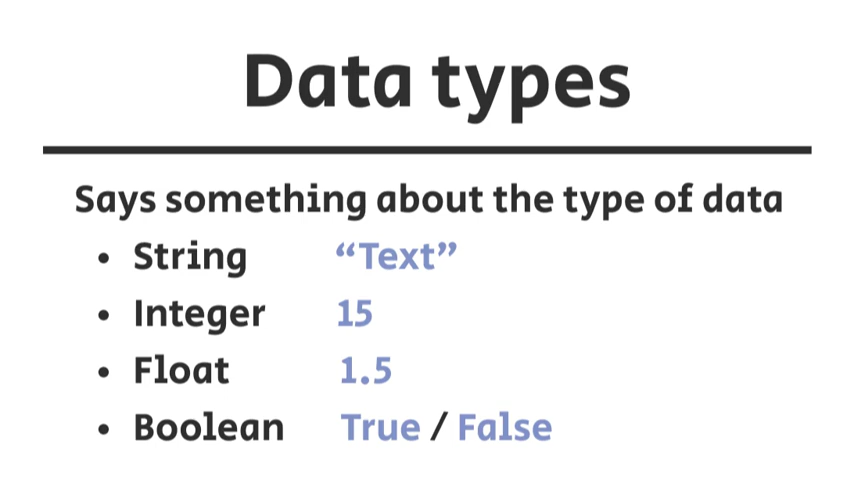 Data types
Says something about the type of data
• String “Text”
• Integer 15
• Float 1.5
• Boolean True / False